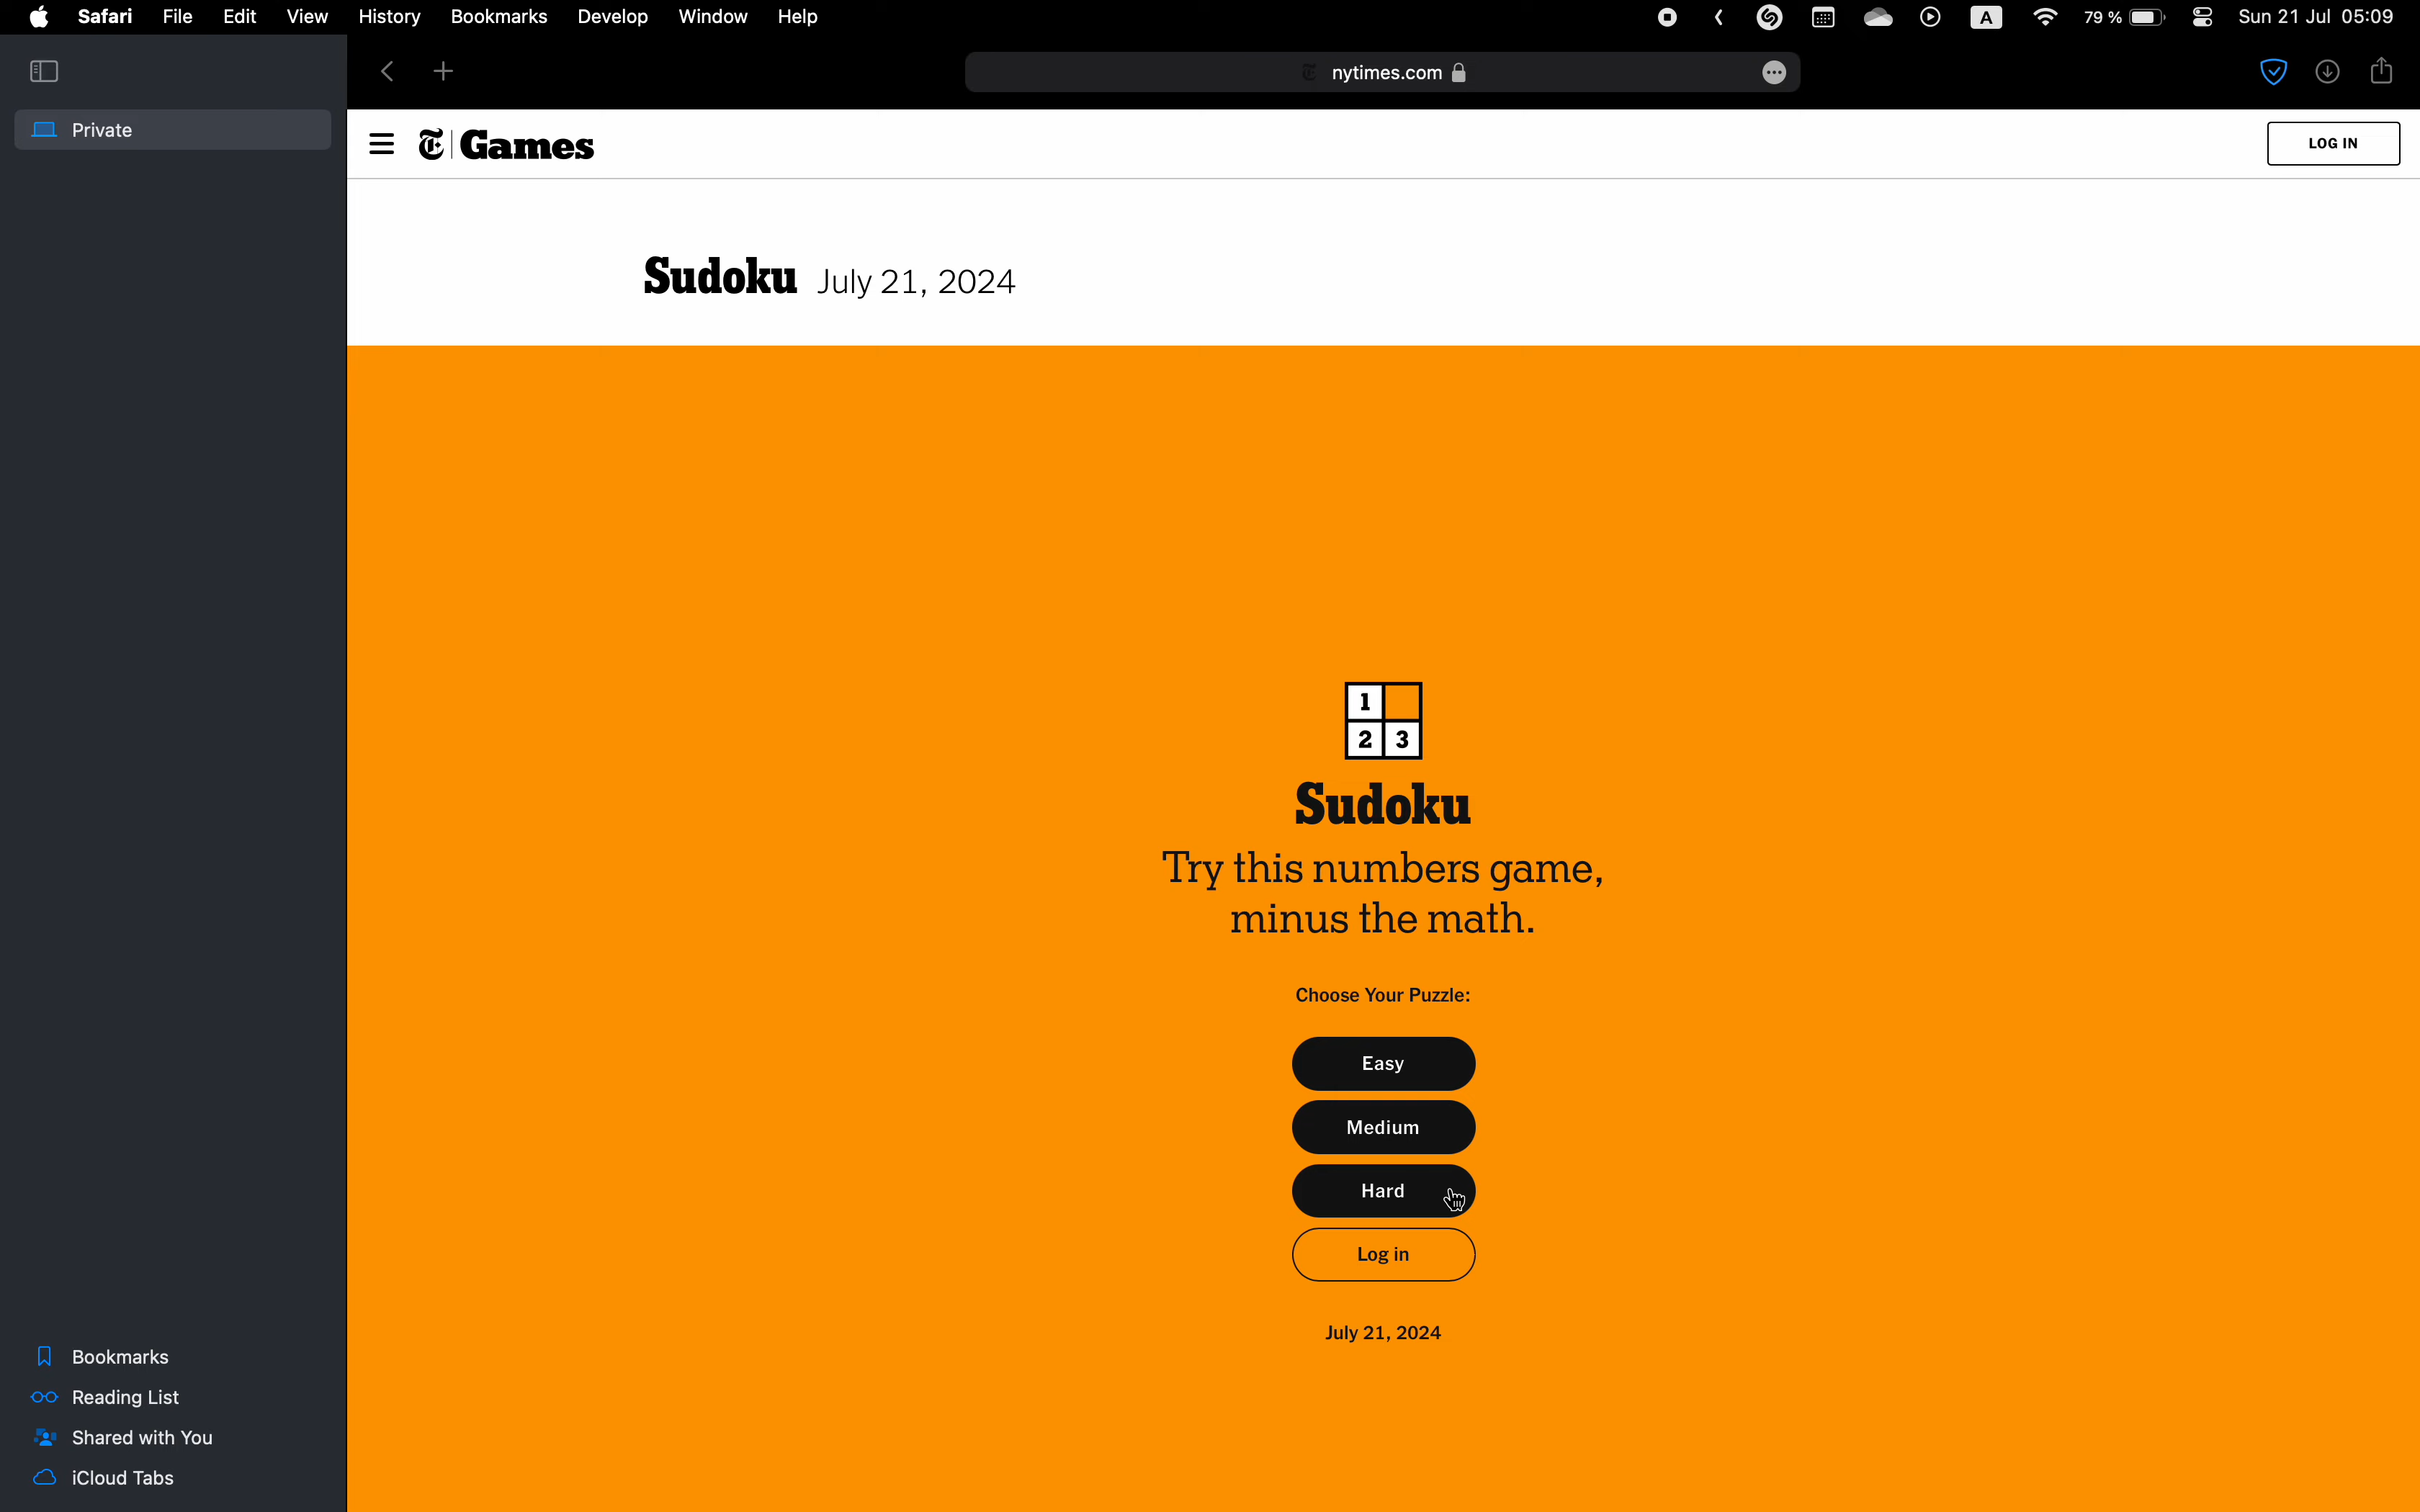 Safari File Edit View History Bookmarks Develop Window Help A 79 % Sun 21 Jul 05:09
nytimes.com
Private
T Games
LOG IN
Sudoku July 21, 2024
1
2 3
Sudoku
Try this numbers game,
minus the math.
Choose Your Puzzle:
Easy
Medium
Hard
Log in
July 21, 2024
Bookmarks
Reading List
Shared with You
iCloud Tabs